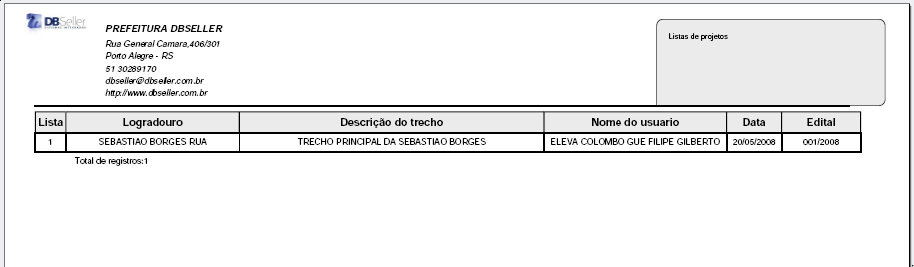 DBSeller
PREFEITURA DBSELLER
Rua General Camara,406/301
Porto Alegre - RS
51 30289170
dbseller@dbseller.com.br
http://www.dbseller.com.br
Listas de projetos
Lista Logradouro Descrição do trecho Nome do usuario Data Edital
1 SEBASTIAO BORGES RUA TRECHO PRINCIPAL DA SEBASTIAO BORGES ELEVA COLOMBO GUE FILIPE GILBERTO 20/05/2008 001/2008
Total de registros:1